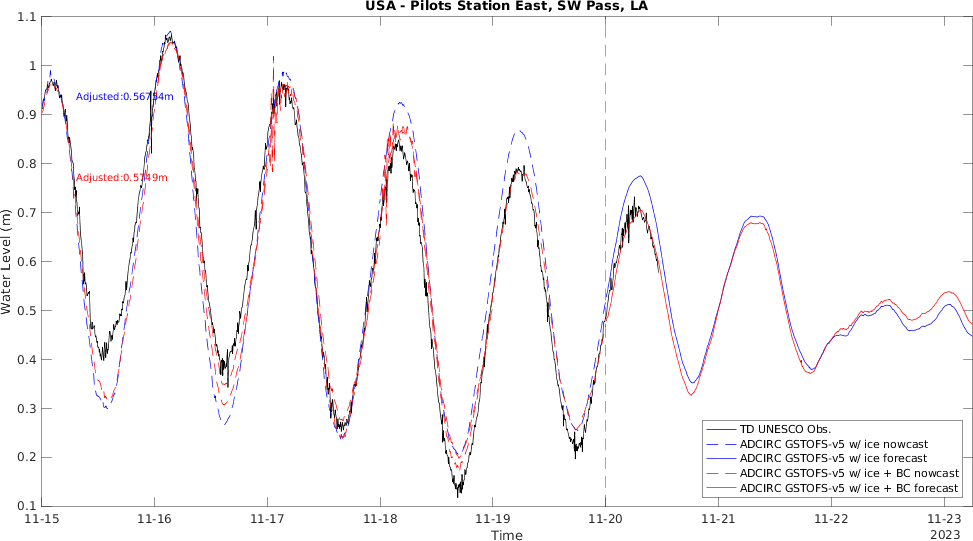 USA - Pilots Station East, SW Pass, LA
1.1
1
0.9
0.8
0.7
0.6
0.5
0.4
0.3
0.2
0.1
Water Level (m)
Adjusted:0.56754m
Adjusted:0.5749m
TD UNESCO Obs.
ADCIRC GSTOFS-v5 w/ ice nowcast
ADCIRC GSTOFS-v5 w/ ice forecast
ADCIRC GSTOFS-v5 w/ ice + BC nowcast
ADCIRC GSTOFS-v5 w/ ice + BC forecast
11-15 11-16 11-17 11-18 11-19 11-20 11-21 11-22 11-23
Time
2023